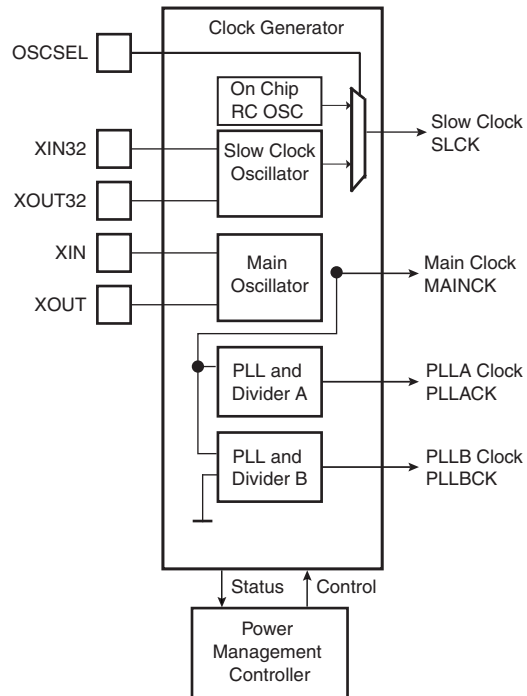 Clock Generator
OSCSEL
On Chip
RC OSC
Slow Clock
SLCK
XIN32
Slow Clock
Oscillator
XOUT32
XIN
Main
Oscillator
Main Clock
MAINCK
XOUT
PLL and
Divider A
PLLA Clock
PLLACK
PLL and
Divider B
PLLB Clock
PLLBCK
Status
Control
Power
Management
Controller